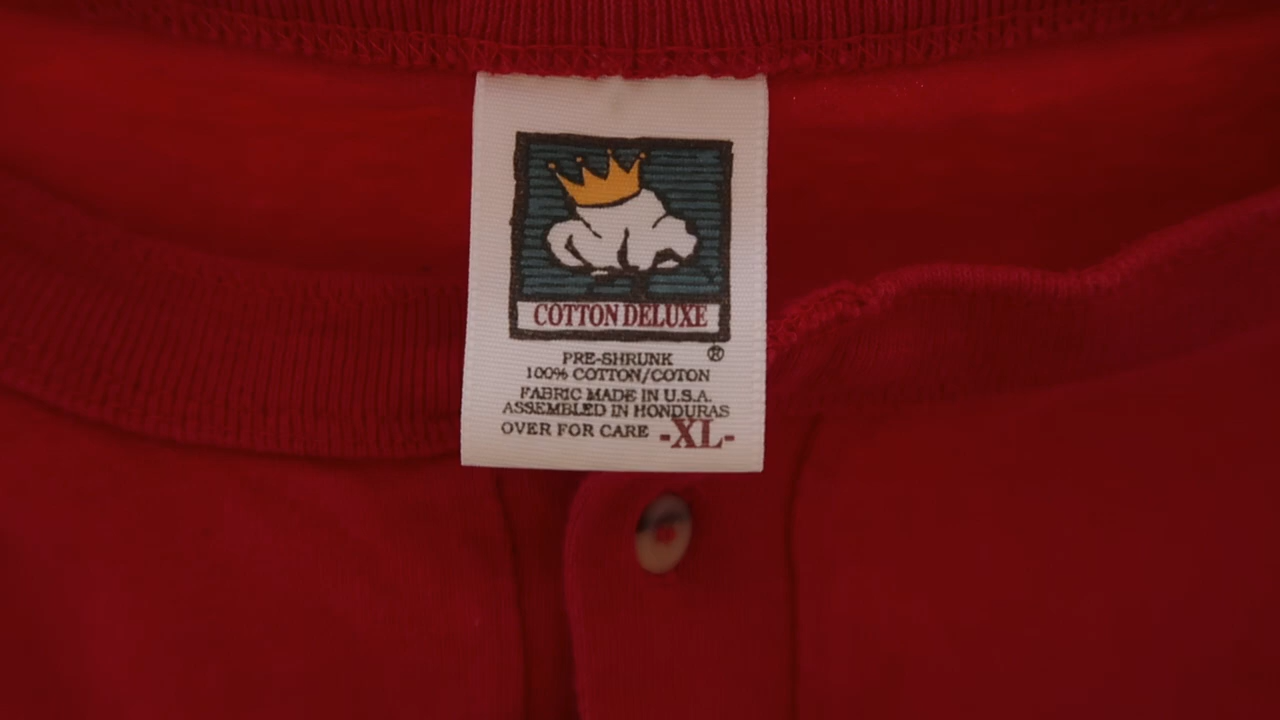 COTTON DELUXE
®
PRE-SHRUNK
100% COTTON/COTON
FABRIC MADE IN U.S.A.
ASSEMBLED IN HONDURAS
OVER FOR CARE -XL-